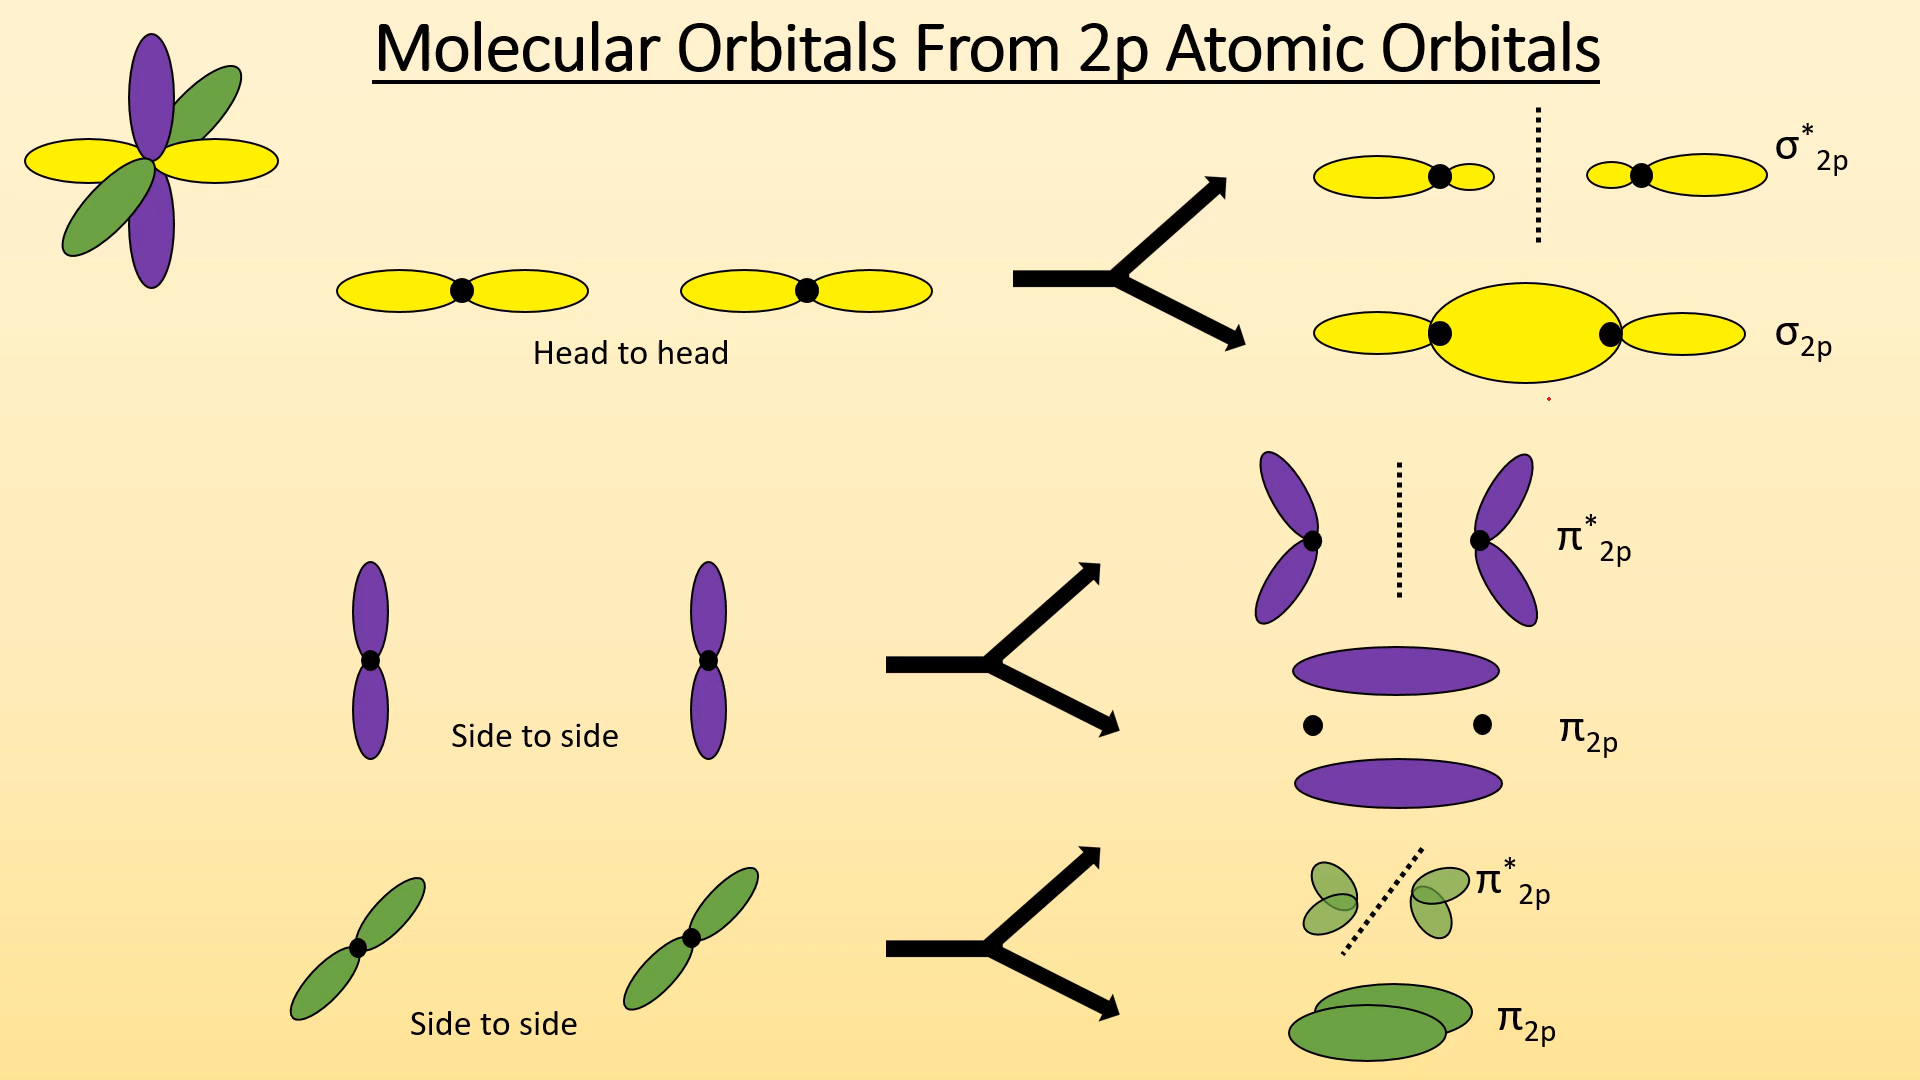 Molecular Orbitals From 2p Atomic Orbitals
σ*2p
Head to head
σ2p
π*2p
Side to side
π2p
π*2p
Side to side
π2p